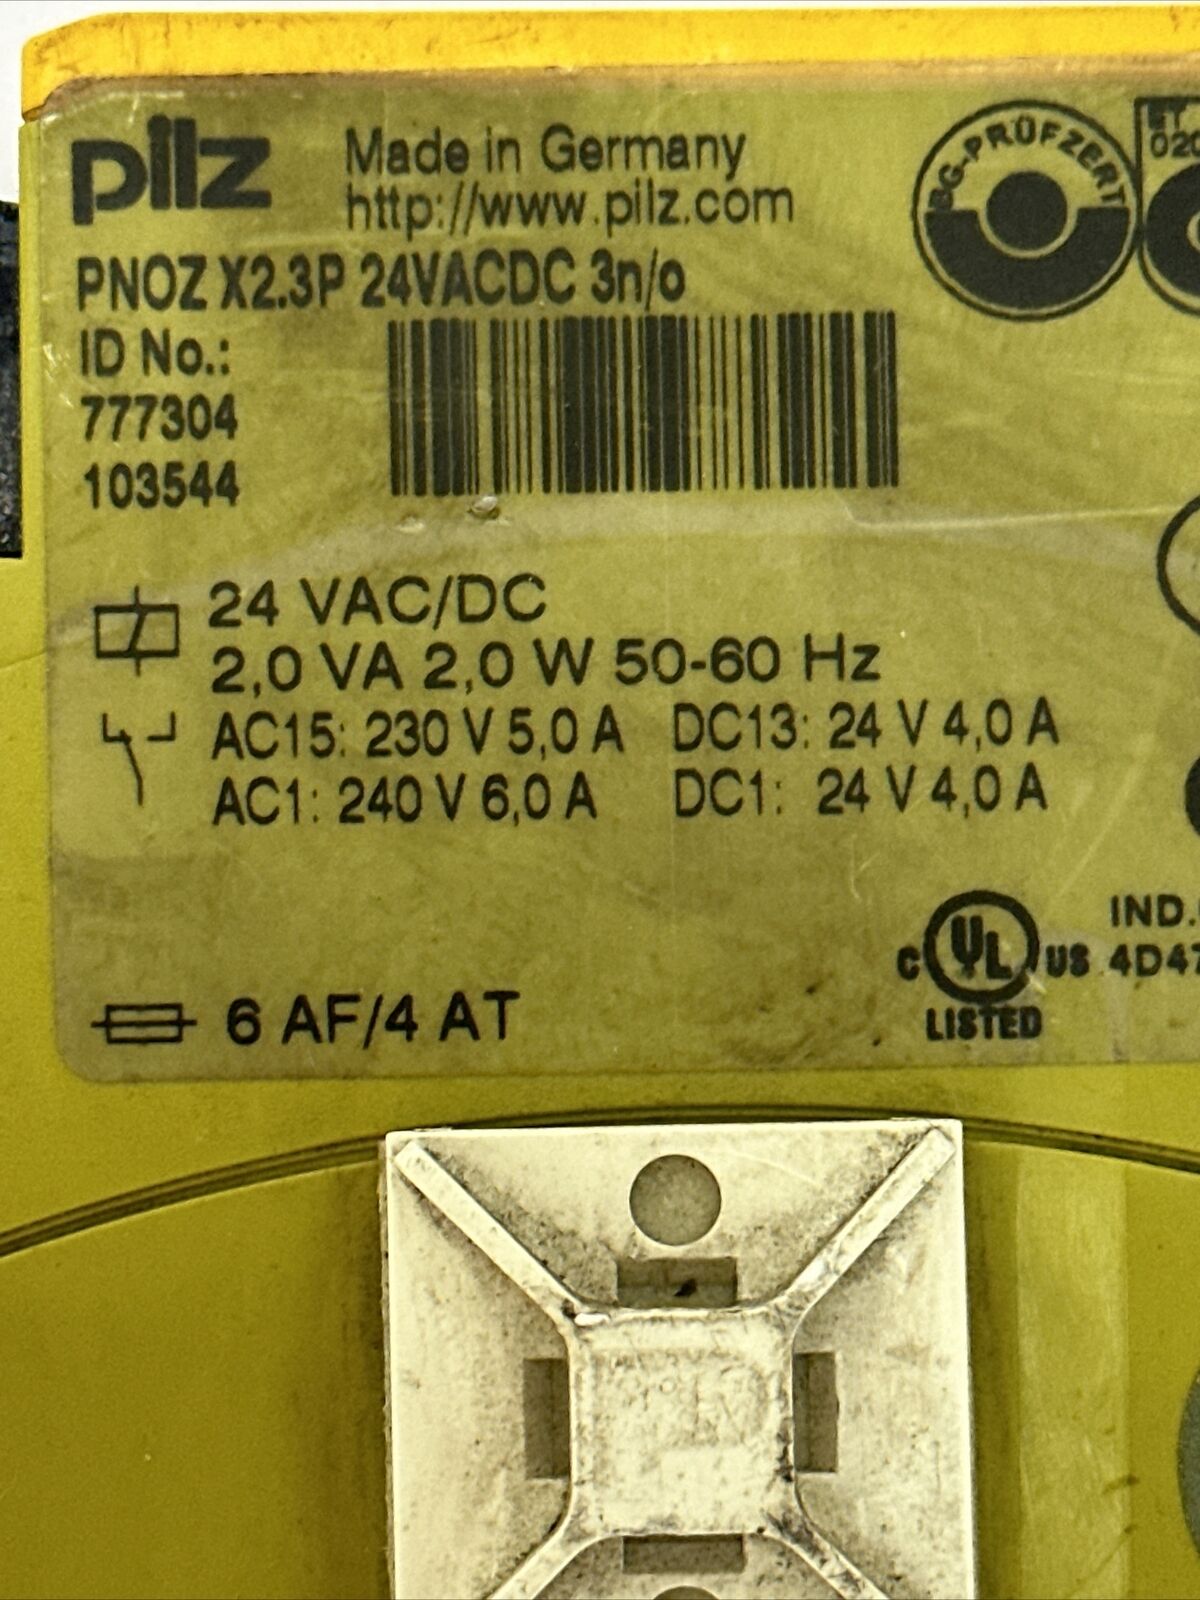 pilz
Made in Germany
http://www.pilz.com
BG-PRÜFZERT
ET
PNOZ X2.3P 24VACDC 3n/o
ID No.:
777304
103544
24 VAC/DC
2,0 VA 2,0 W 50-60 Hz
AC15: 230 V 5,0 A DC13: 24 V 4,0 A
AC1: 240 V 6,0 A DC1: 24 V 4,0 A
C UL US
LISTED
IND.
4D47
6 AF/4 AT